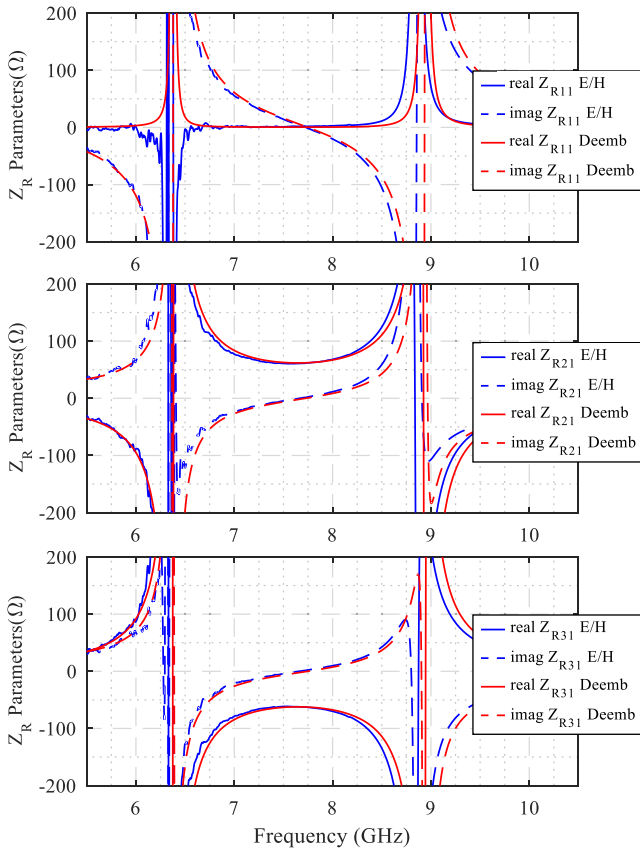 200
100
0
-100
-200
Z_R Parameters(Ω)
6 7 8 9 10
real Z_R11 E/H
imag Z_R11 E/H
real Z_R11 Deemb
imag Z_R11 Deemb
200
100
0
-100
-200
Z_R Parameters(Ω)
6 7 8 9 10
real Z_R21 E/H
imag Z_R21 E/H
real Z_R21 Deemb
imag Z_R21 Deemb
200
100
0
-100
-200
Z_R Parameters(Ω)
6 7 8 9 10
real Z_R31 E/H
imag Z_R31 E/H
real Z_R31 Deemb
imag Z_R31 Deemb
Frequency (GHz)